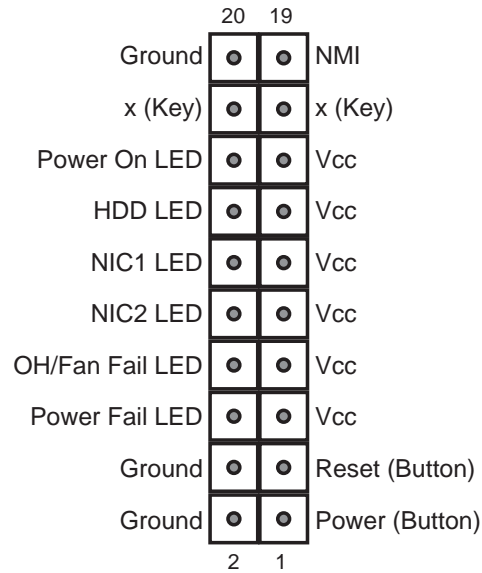 20 19
Ground NMI
x (Key) x (Key)
Power On LED Vcc
HDD LED Vcc
NIC1 LED Vcc
NIC2 LED Vcc
OH/Fan Fail LED Vcc
Power Fail LED Vcc
Ground Reset (Button)
Ground Power (Button)
2 1